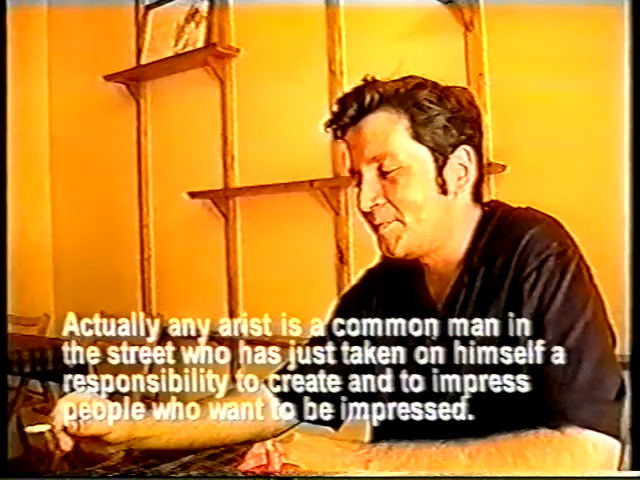 Actually any arist is a common man in
the street who has just taken on himself a
responsibility to create and to impress
people who want to be impressed.